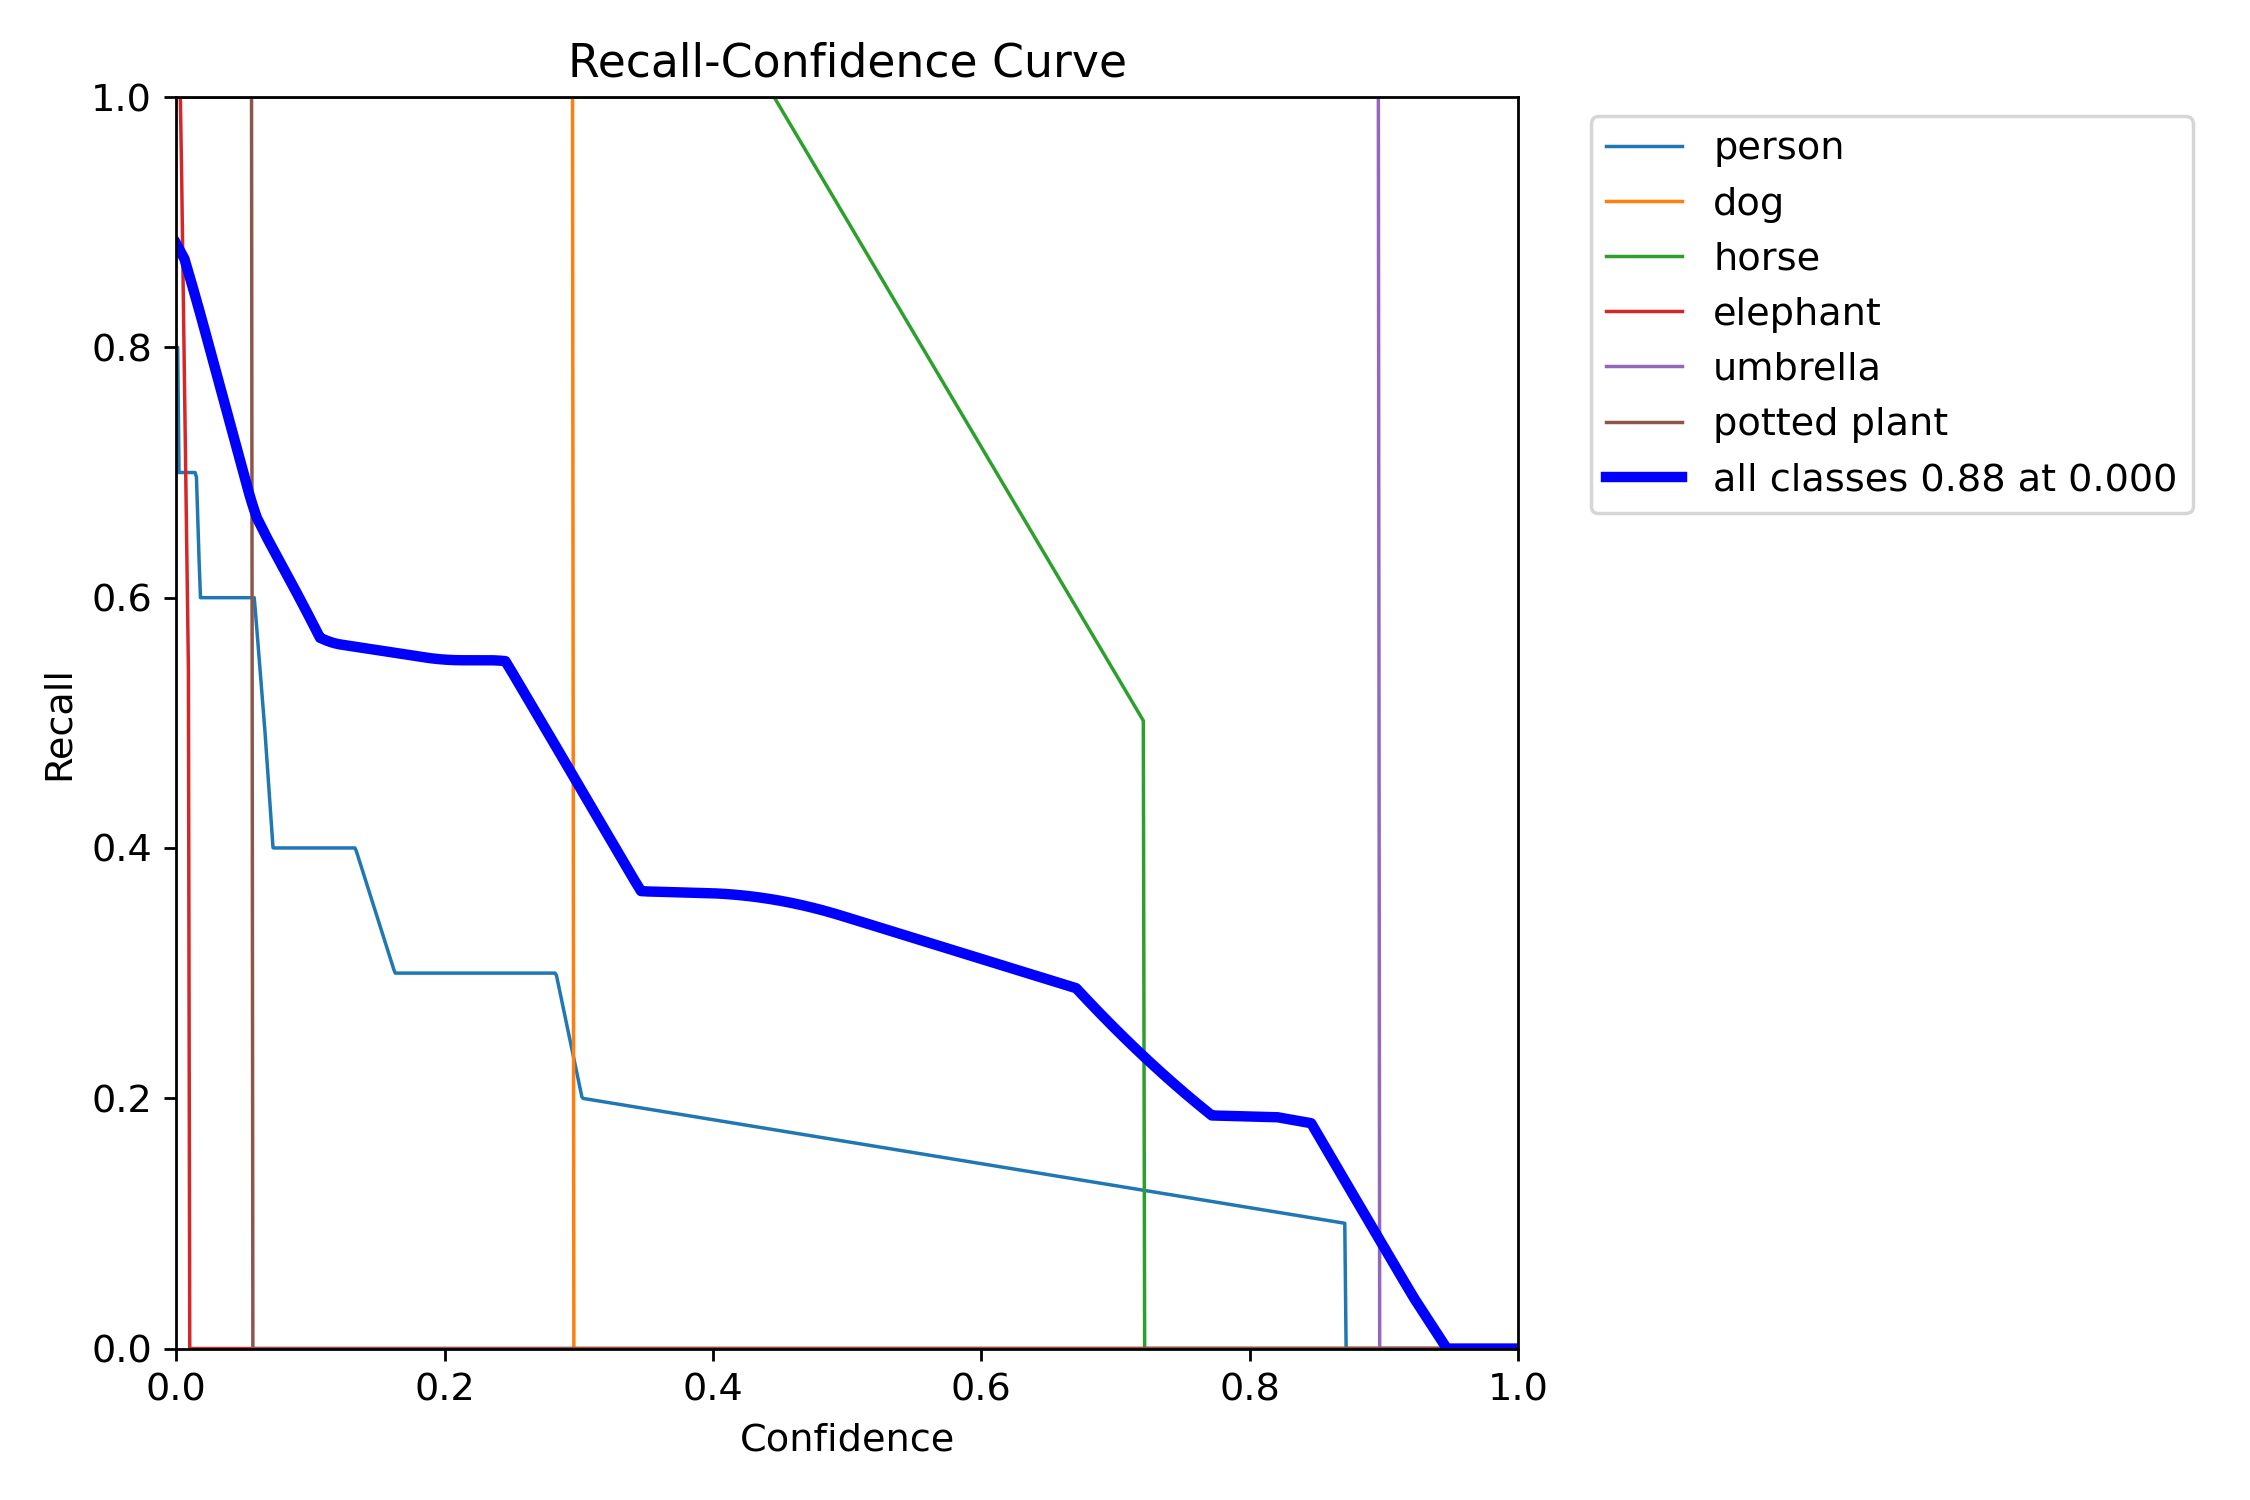 Recall-Confidence Curve
1.0
0.8
0.6
0.4
0.2
0.0
Recall
0.0 0.2 0.4 0.6 0.8 1.0
Confidence
person
dog
horse
elephant
umbrella
potted plant
all classes 0.88 at 0.000